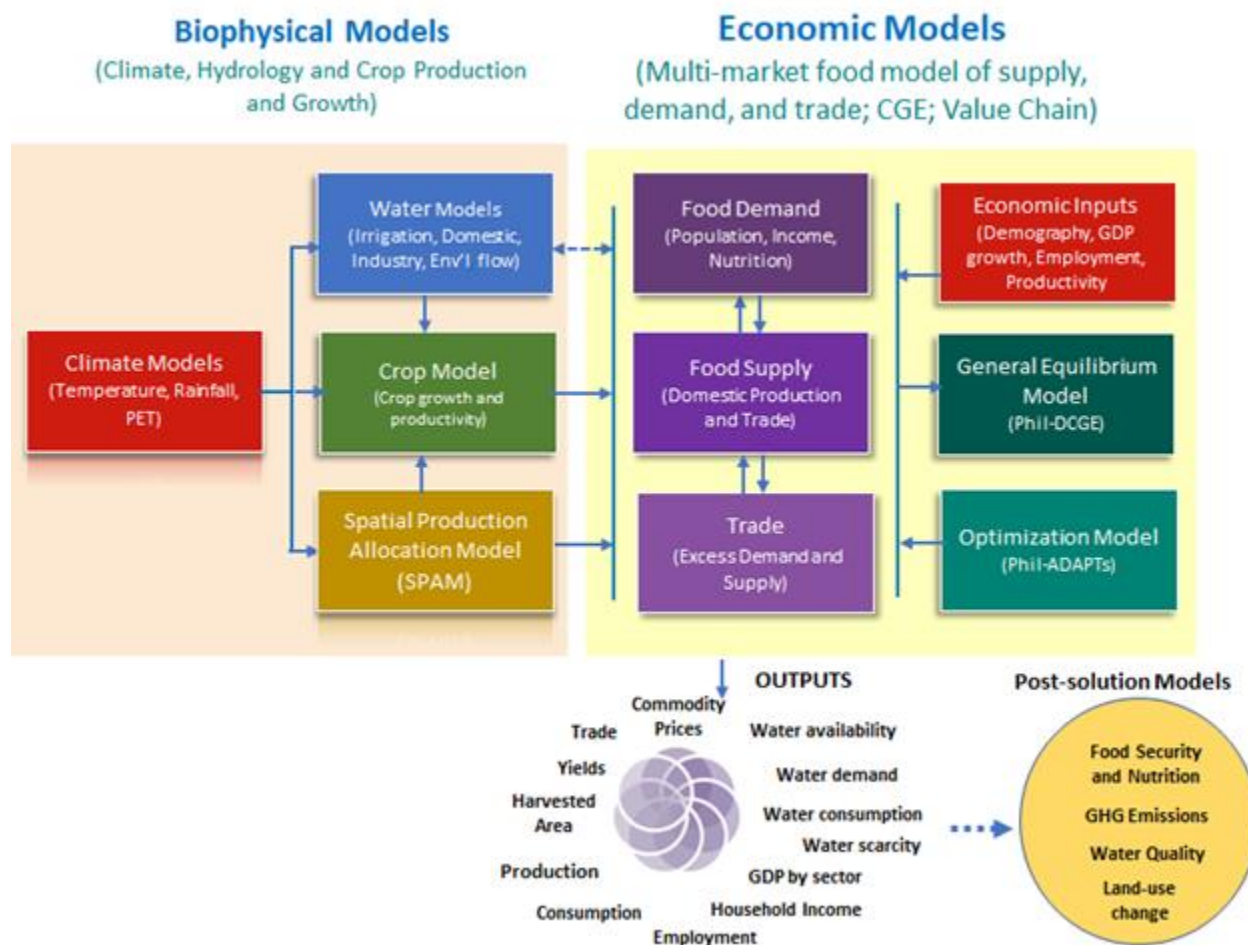 Biophysical Models
(Climate, Hydrology and Crop Production
and Growth)
Economic Models
(Multi-market food model of supply,
demand, and trade; CGE; Value Chain)
Water Models
(Irrigation, Domestic,
Industry, Env'l flow)
Climate Models
(Temperature, Rainfall,
PET)
Crop Model
(Crop growth and
productivity)
Spatial Production
Allocation Model
(SPAM)
Food Demand
(Population, Income,
Nutrition)
Food Supply
(Domestic Production
and Trade)
Trade
(Excess Demand and
Supply)
Economic Inputs
(Demography, GDP
growth, Employment,
Productivity
General Equilibrium
Model
(Phil-DCGE)
Optimization Model
(Phil-ADAPTs)
OUTPUTS
Commodity
Prices
Trade
Yields
Harvested
Area
Production
Consumption
Employment
Water availability
Water demand
Water consumption
Water scarcity
GDP by sector
Household Income
Post-solution Models
Food Security
and Nutrition
GHG Emissions
Water Quality
Land-use
change